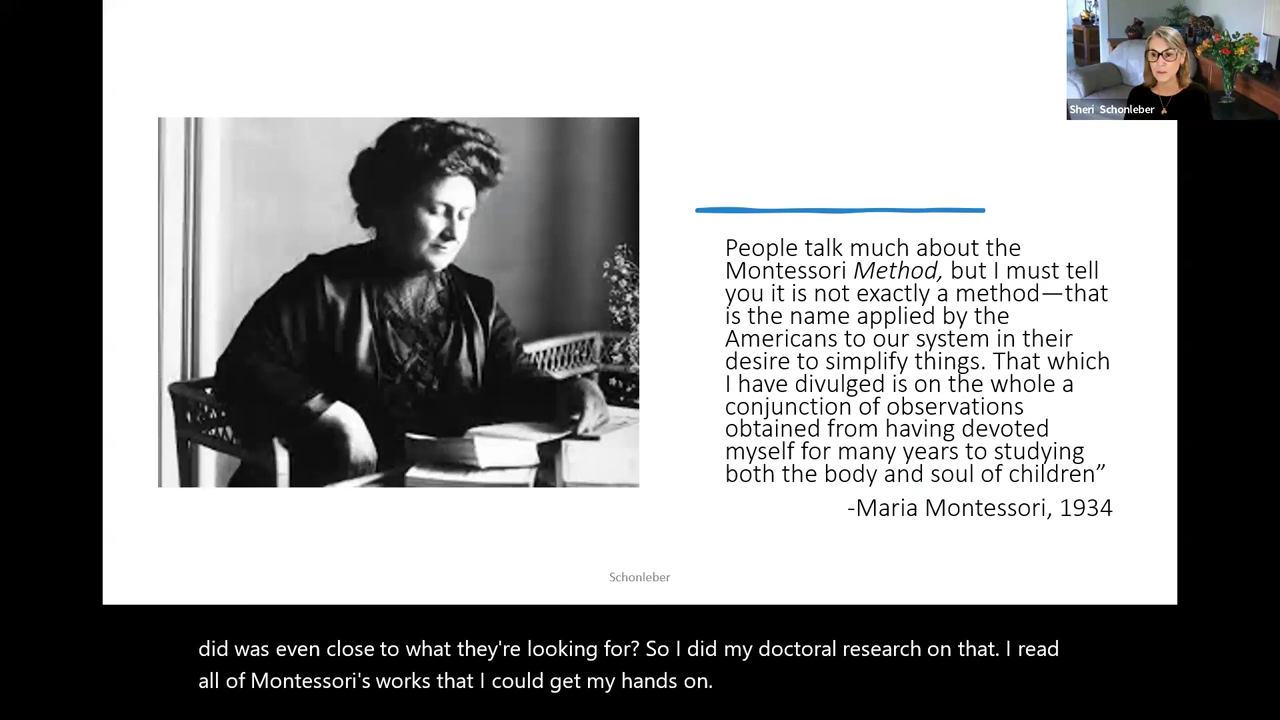 Sheri Schonleber
People talk much about the
Montessori Method, but I must tell
you it is not exactly a method—that
is the name applied by the
Americans to our system in their
desire to simplify things. That which
I have divulged is on the whole a
conjunction of observations
obtained from having devoted
myself for many years to studying
both the body and soul of children”
-Maria Montessori, 1934
Schonleber
did was even close to what they're looking for? So I did my doctoral research on that. I read
all of Montessori's works that I could get my hands on.